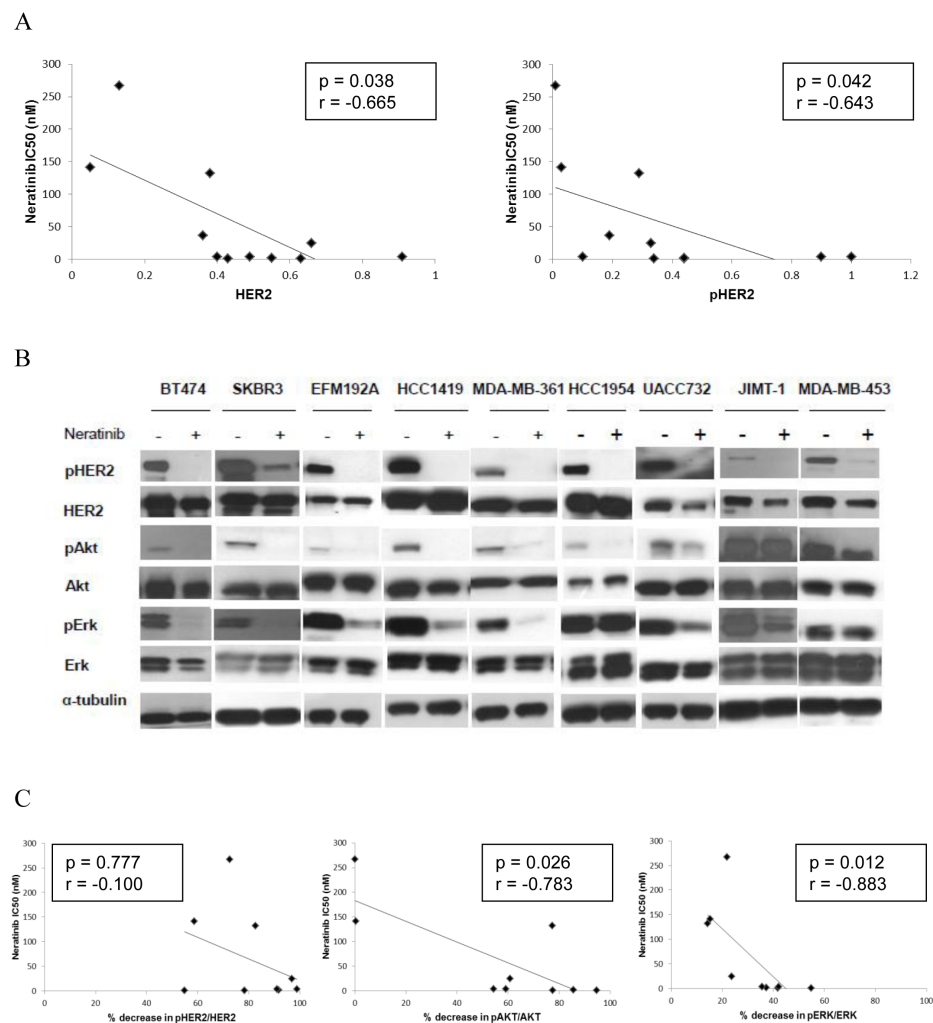 A
p = 0.038
r = -0.665
Neratinib IC50 (nM)
300
250
200
150
100
50
0
0 0.2 0.4 0.6 0.8 1
HER2
p = 0.042
r = -0.643
Neratinib IC50 (nM)
300
250
200
150
100
50
0
0 0.2 0.4 0.6 0.8 1 1.2
pHER2
B
BT474 SKBR3 EFM192A HCC1419 MDA-MB-361 HCC1954 UACC732 JIMT-1 MDA-MB-453
Neratinib - + - + - + - + - + - + - + - + - +
pHER2
HER2
pAkt
Akt
pErk
Erk
α-tubulin
C
p = 0.777
r = -0.100
Neratinib IC50 (nM)
300
250
200
150
100
50
0
0 20 40 60 80 100
% decrease in pHER2/HER2
p = 0.026
r = -0.783
Neratinib IC50 (nM)
300
250
200
150
100
50
0
0 20 40 60 80 100
% decrease in pAKT/AKT
p = 0.012
r = -0.883
Neratinib IC50 (nM)
300
250
200
150
100
50
0
0 20 40 60 80 100
% decrease in pERK/ERK